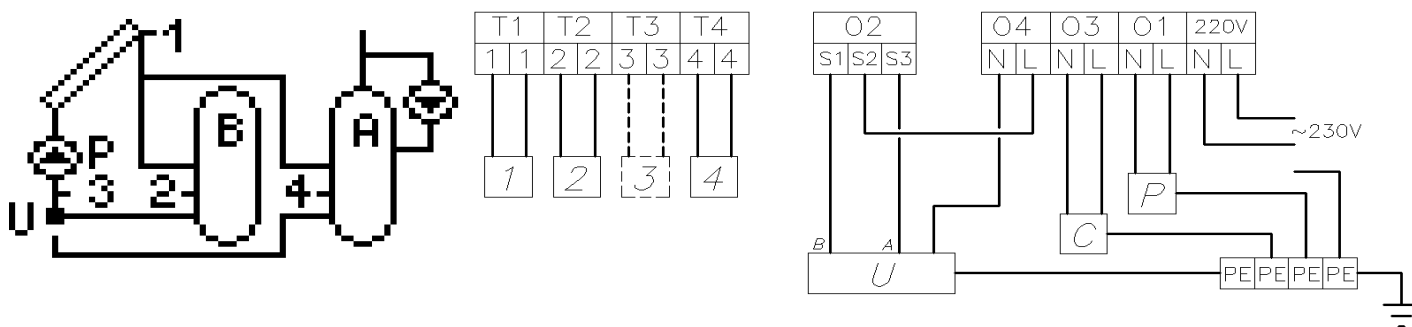 1
B A
P
3 2 4
U
T1 T2 T3 T4
1 1 2 2 3 3 4 4
1 2 3 4
O2
S1 S2 S3
B A
U
O4 O3 O1 220V
N L N L N L N L
~230V
P
C
PE PE PE PE